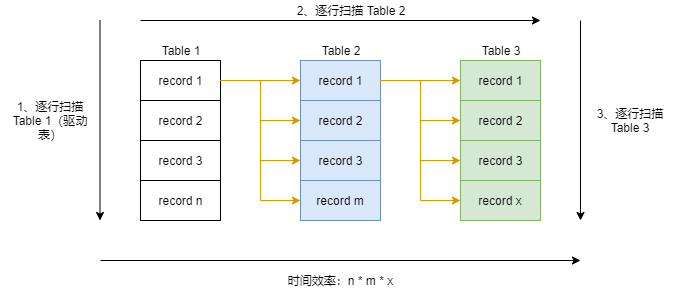 2、逐行扫描 Table 2
1、逐行扫描
Table 1（驱动
表）
Table 1
record 1
record 2
record 3
record n
Table 2
record 1
record 2
record 3
record m
Table 3
record 1
record 2
record 3
record x
3、逐行扫描
Table 3
时间效率：n * m * x